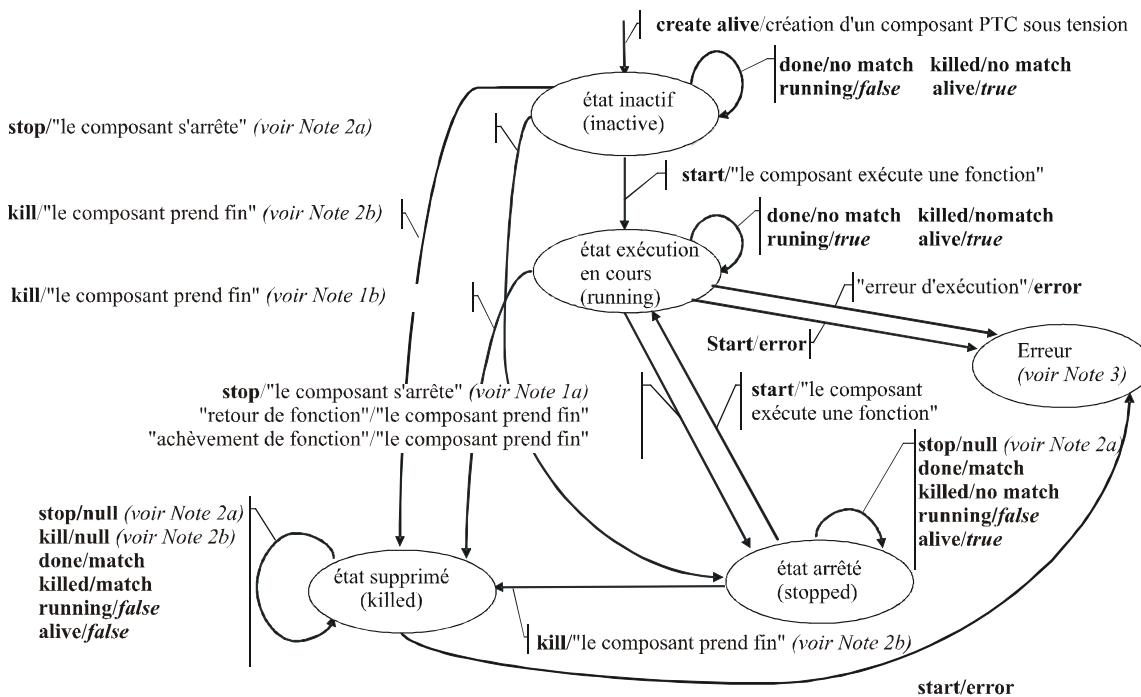 create alive/création d'un composant PTC sous tension
done/no match killed/no match
running/false alive/true
état inactif
(inactive)
stop/"le composant s'arrête" (voir Note 2a)
start/"le composant exécute une fonction"
kill/"le composant prend fin" (voir Note 2b)
done/no match killed/nomatch
runing/true alive/true
état exécution
en cours
(running)
kill/"le composant prend fin" (voir Note 1b)
"erreur d'exécution"/error
Start/error
Erreur
(voir Note 3)
stop/"le composant s'arrête" (voir Note 1a)
"retour de fonction"/"le composant prend fin"
"achèvement de fonction"/"le composant prend fin"
start/"le composant
exécute une fonction"
stop/null (voir Note 2a)
done/match
killed/no match
running/false
alive/true
stop/null (voir Note 2a)
kill/null (voir Note 2b)
done/match
killed/match
running/false
alive/false
état supprimé
(killed)
état arrêté
(stopped)
kill/"le composant prend fin" (voir Note 2b)
start/error